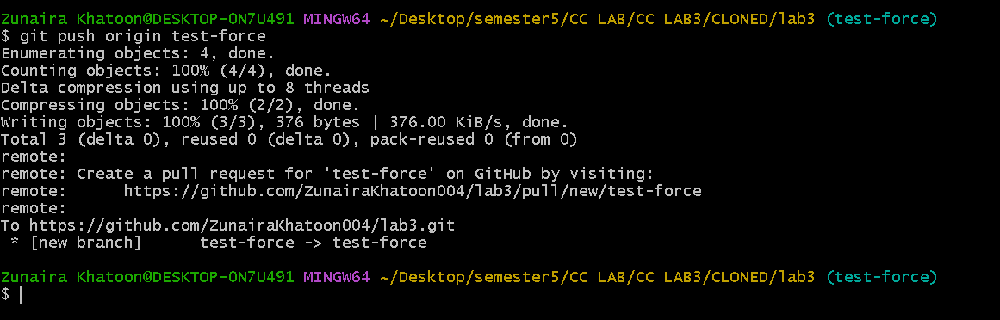 Zunaira Khatoon@DESKTOP-ON7U491 MINGW64 ~/Desktop/semester5/CC LAB/CC LAB3/CLONED/lab3 (test-force)
$ git push origin test-force
Enumerating objects: 4, done.
Counting objects: 100% (4/4), done.
Delta compression using up to 8 threads
Compressing objects: 100% (2/2), done.
Writing objects: 100% (3/3), 376 bytes | 376.00 KiB/s, done.
Total 3 (delta 0), reused 0 (delta 0), pack-reused 0 (from 0)
remote:
remote: Create a pull request for 'test-force' on GitHub by visiting:
remote:      https://github.com/ZunairaKhatoon004/lab3/pull/new/test-force
remote:
To https://github.com/ZunairaKhatoon004/lab3.git
 * [new branch]      test-force -> test-force
Zunaira Khatoon@DESKTOP-ON7U491 MINGW64 ~/Desktop/semester5/CC LAB/CC LAB3/CLONED/lab3 (test-force)
$